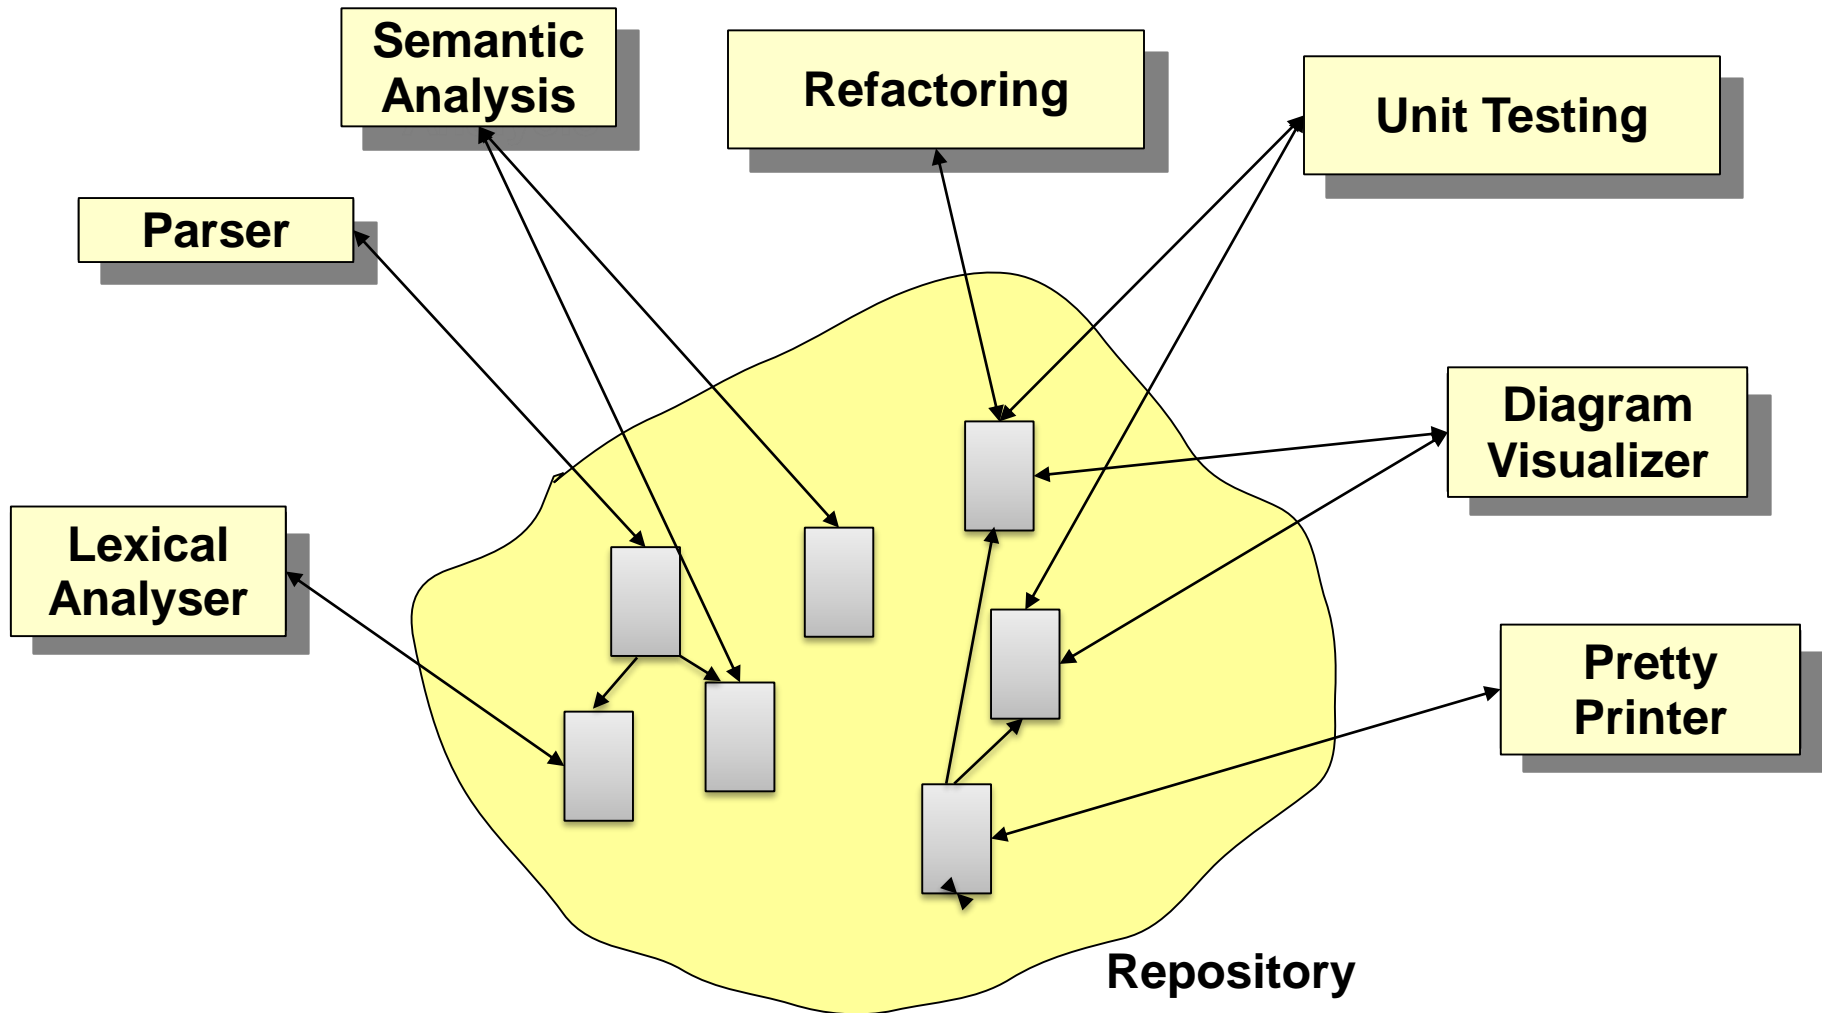 Semantic
Analysis
Refactoring
Unit Testing
Parser
Diagram
Visualizer
Lexical
Analyser
Pretty
Printer
Repository